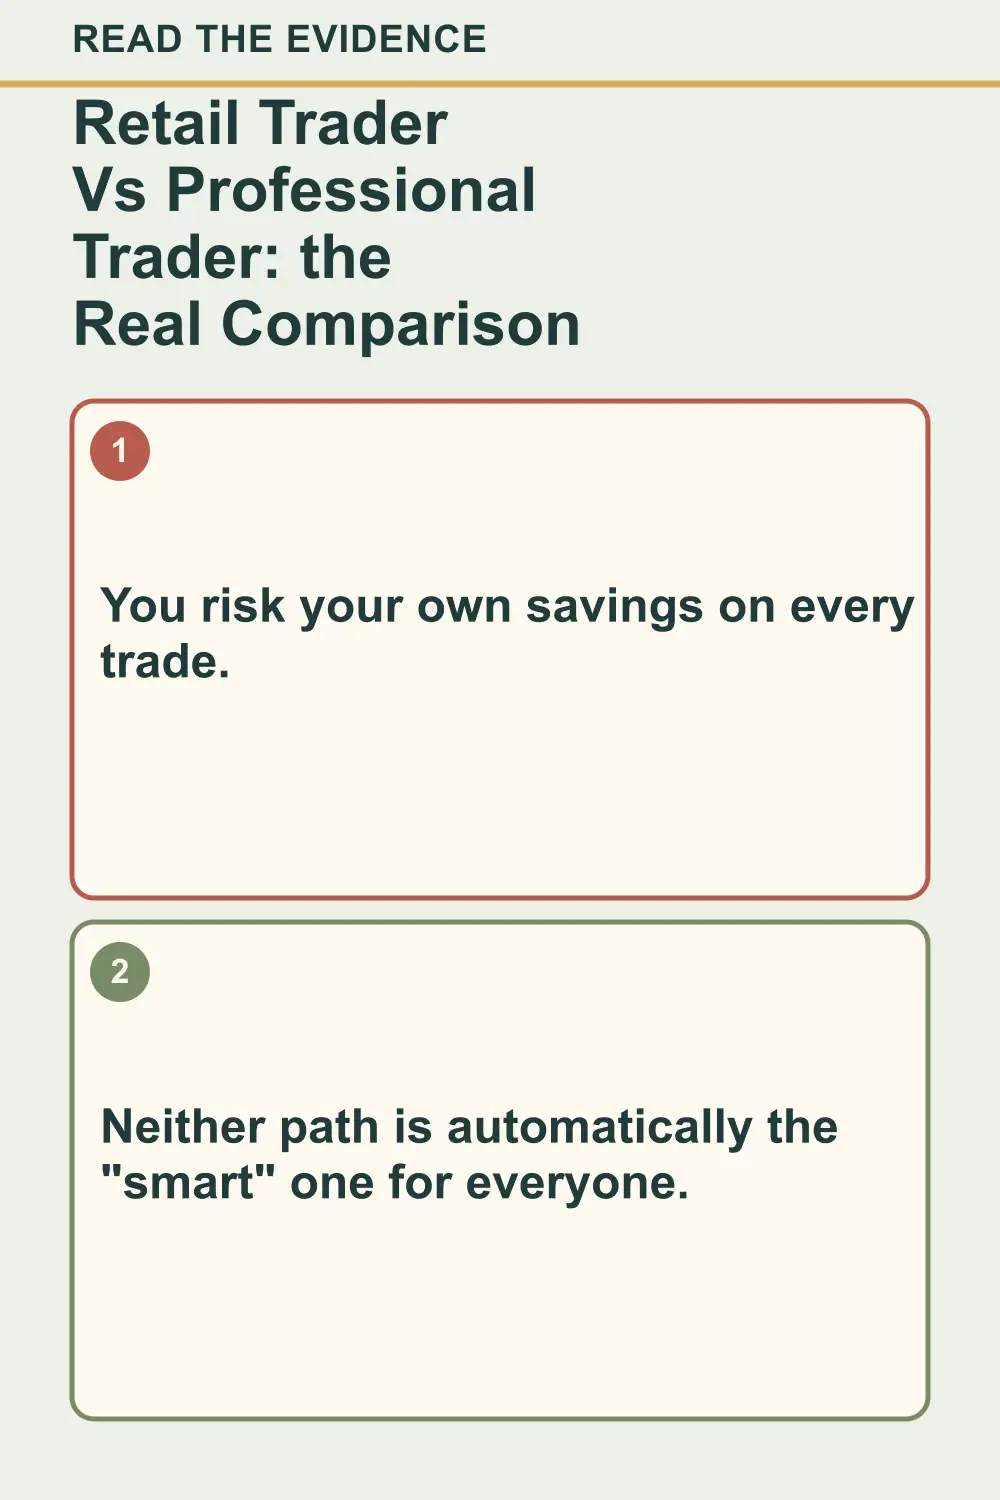 READ THE EVIDENCE
Retail Trader
Vs Professional
Trader: the
Real Comparison
1
You risk your own savings on every
trade.
2
Neither path is automatically the
"smart" one for everyone.